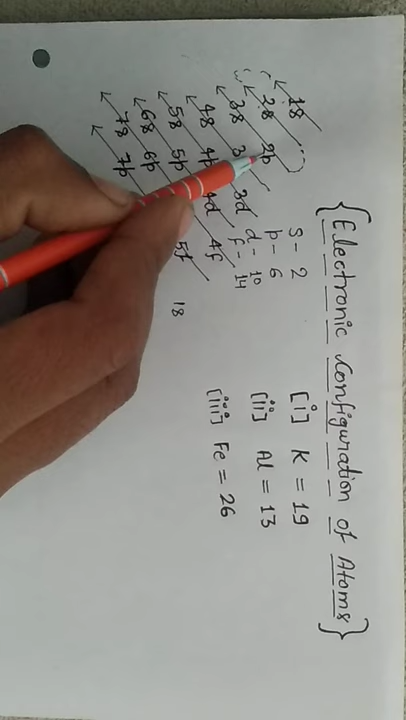 {Electronic Configuration of Atoms}
1s
2s 2p
3s 3d
4s 4p 4d 4f
5s 5p 5f
6s 6p
7s 7p
s - 2
p - 6
d - 10
f - 14
18
[i] K = 19
[ii] Al = 13
[iii] Fe = 26